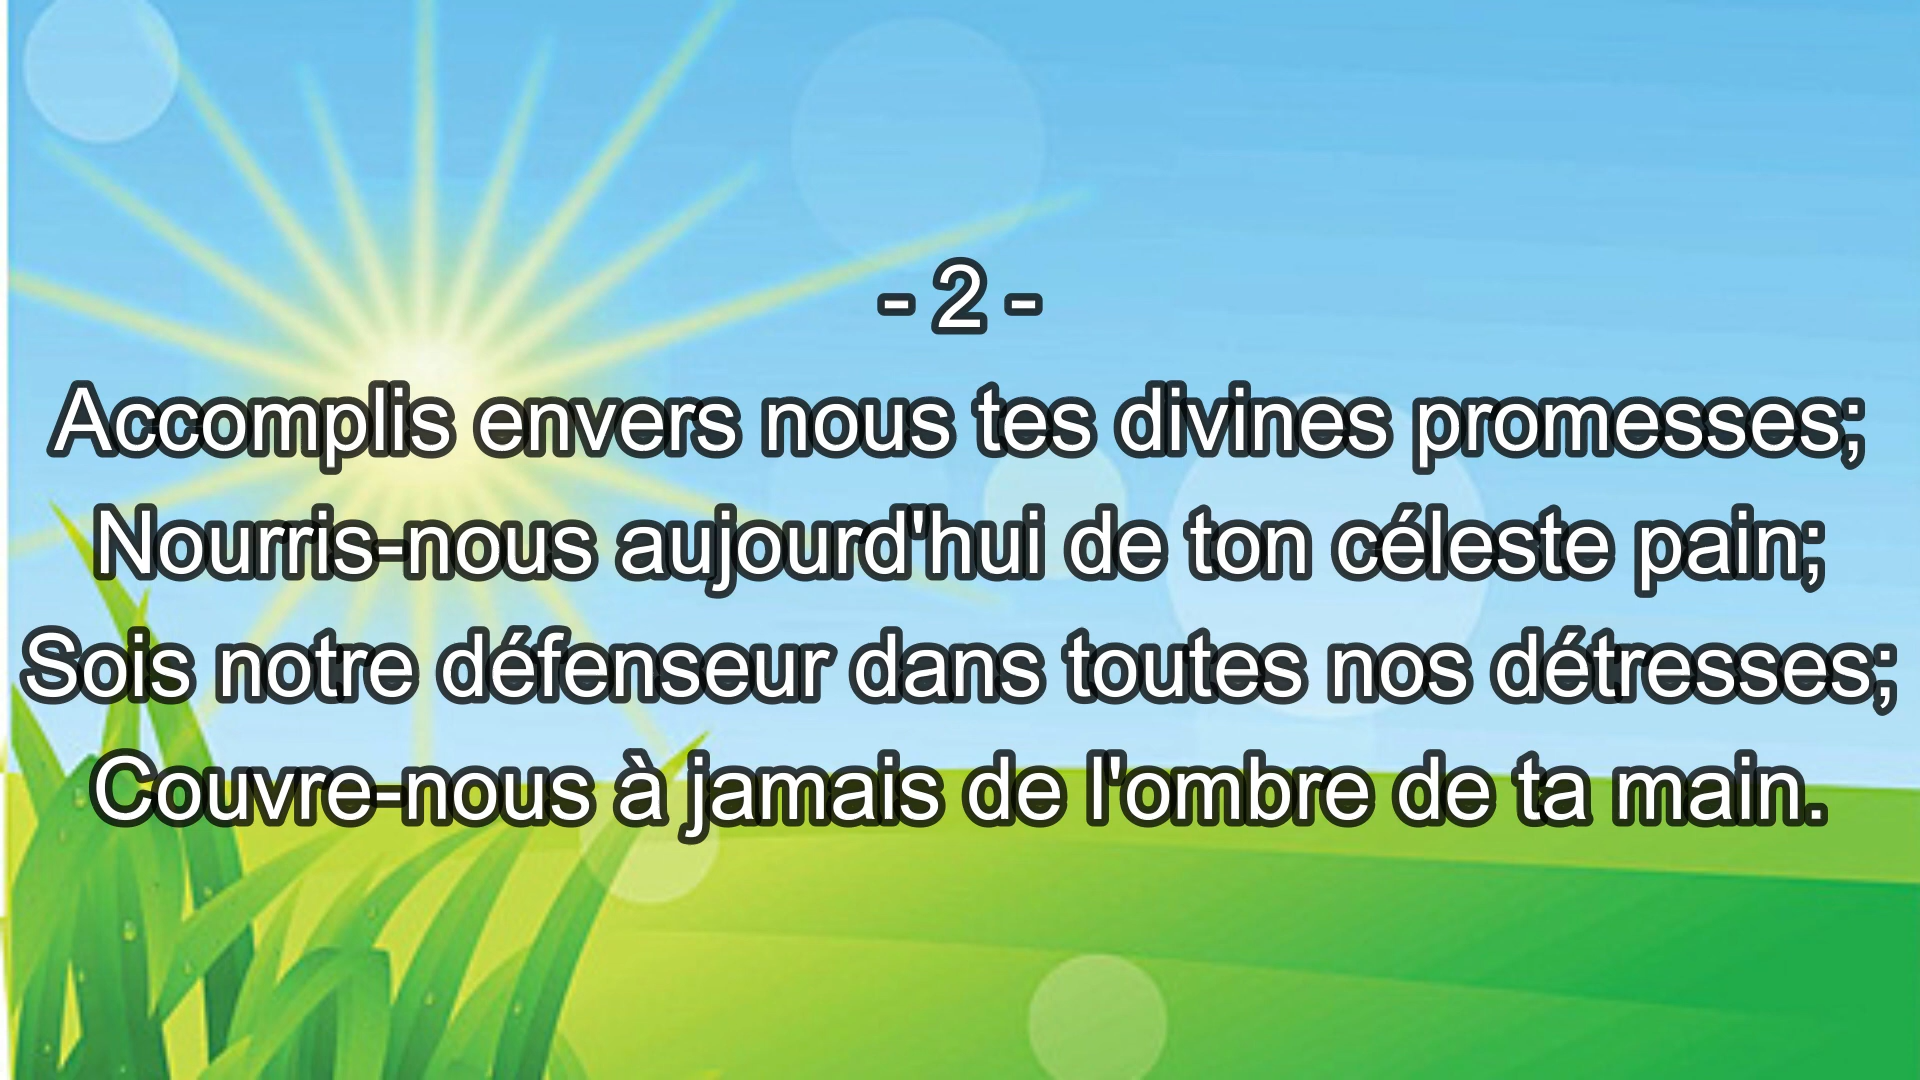 - 2 -
Accomplis envers nous tes divines promesses;
Nourris-nous aujourd'hui de ton céleste pain;
Sois notre défenseur dans toutes nos détresses;
Couvre-nous à jamais de l'ombre de ta main.